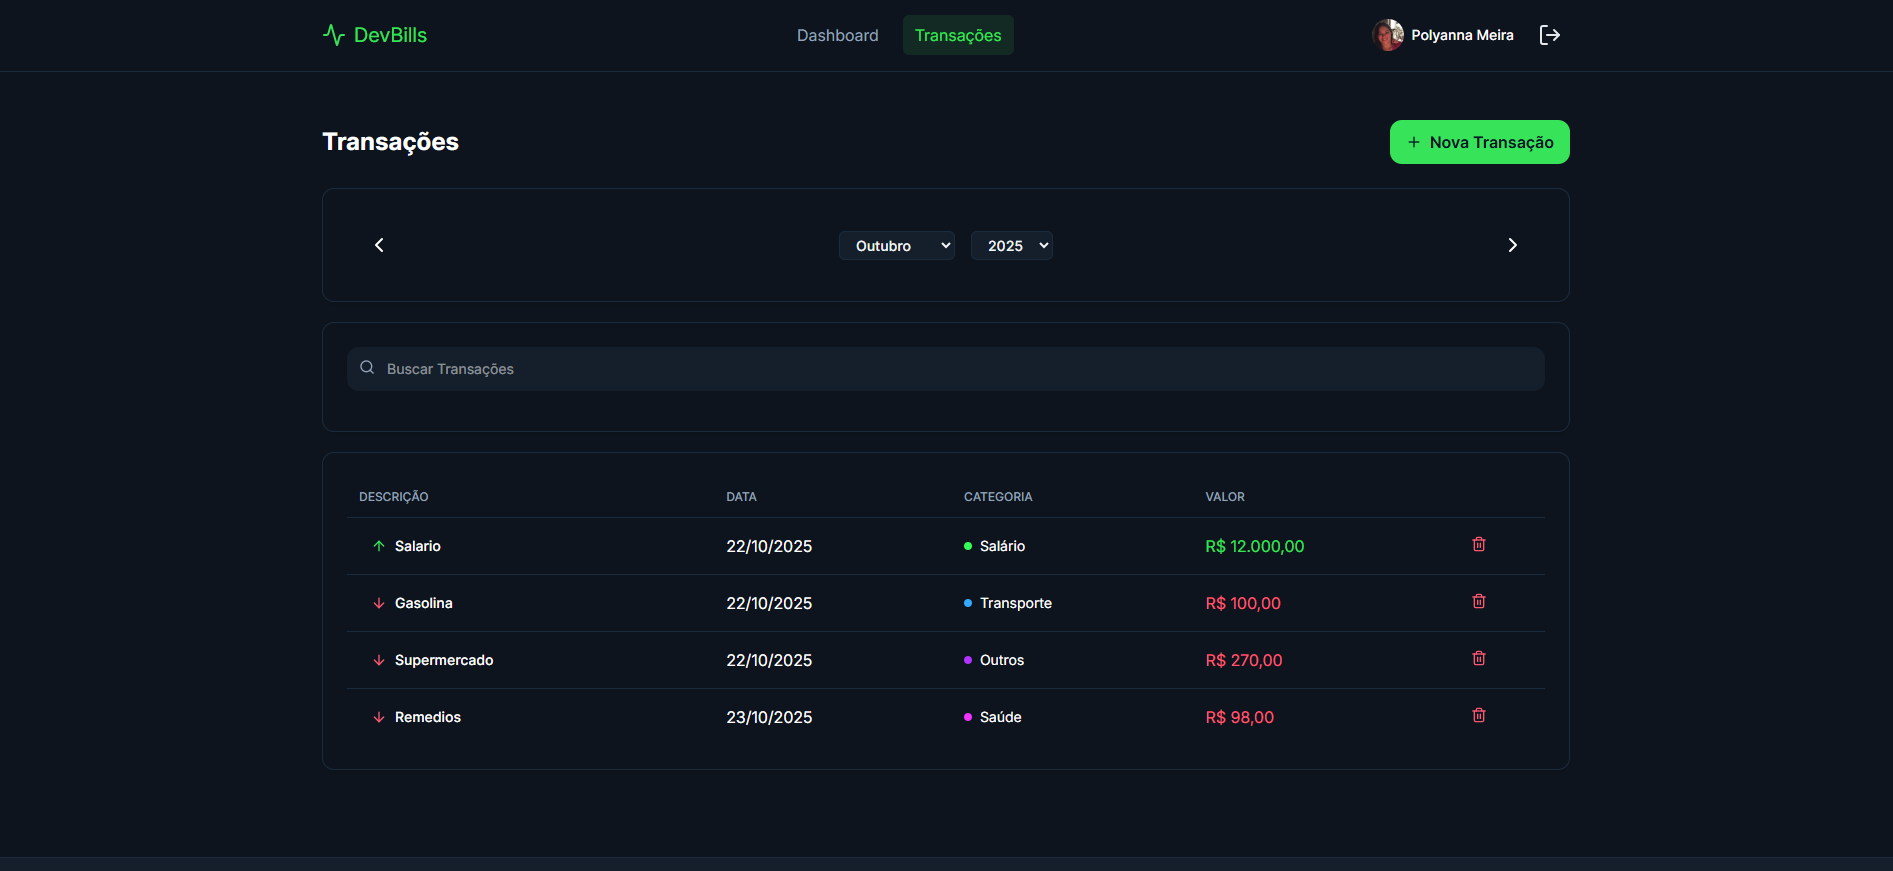 DevBills
Dashboard
Transações
Polyanna Meira
Transações
+ Nova Transação
Outubro
2025
Buscar Transações
DESCRIÇÃO DATA CATEGORIA VALOR
Salario 22/10/2025 Salário R$ 12.000,00
Gasolina 22/10/2025 Transporte R$ 100,00
Supermercado 22/10/2025 Outros R$ 270,00
Remedios 23/10/2025 Saúde R$ 98,00